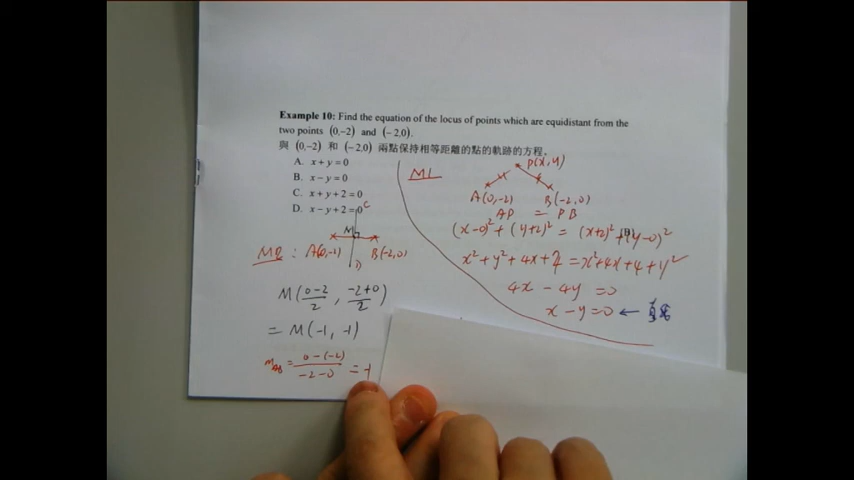 Example 10: Find the equation of the locus of points which are equidistant from the
two points (0,−2) and (−2,0).
與 (0,−2) 和 (−2,0) 兩點保持相等距離的點的軌跡的方程。
A. x + y = 0
B. x − y = 0
C. x + y + 2 = 0
D. x − y + 2 = 0
M1
P(x,y)
A(0,-2) B(-2,0)
AP = PB
(x-0)² + (y+2)² = (x+2)² + (y-0)²
x² + y² + 4x + 4 = x² + 4x + 4 + y²
4x - 4y = 0
x - y = 0 ←
C
M
M2 : A(0,-2) B(-2,0)
M(0-2/2, -2+0/2)
= M(-1, -1)
m_AB = 0-(-2)/-2-0 = -1